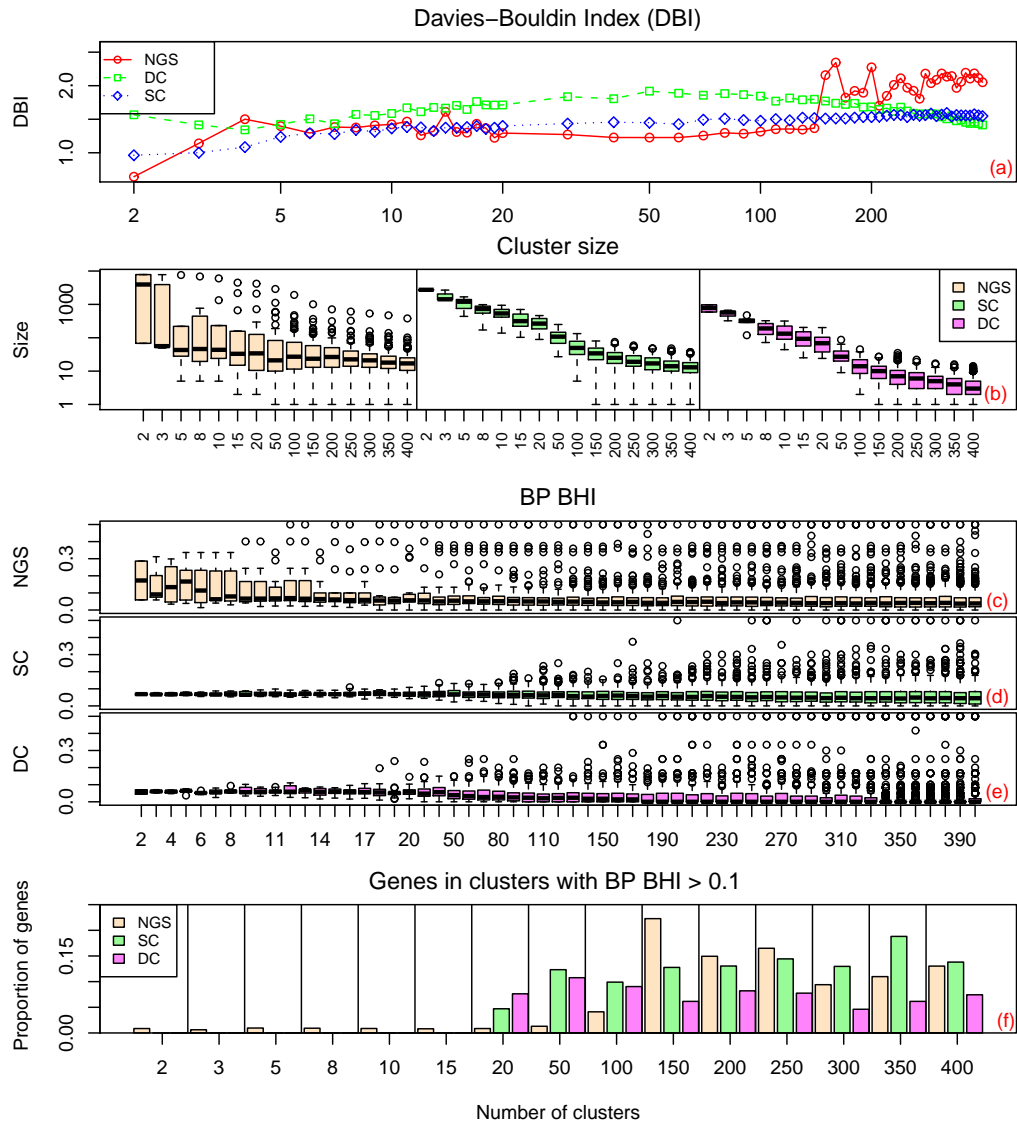 Davies−Bouldin Index (DBI)
DBI
1.0 2.0
NGS
DC
SC
(a)
2 5 10 20 50 100 200
Cluster size
Size
1 10 1000
NGS
SC
DC
(b)
2 3 5 8 10 15 20 50 100 150 200 250 300 350 400
2 3 5 8 10 15 20 50 100 150 200 250 300 350 400
2 3 5 8 10 15 20 50 100 150 200 250 300 350 400
BP BHI
NGS
0.0 0.3
(c)
SC
0.0 0.3
(d)
DC
0.0 0.3
(e)
2 4 6 8 11 14 17 20 50 80 110 150 190 230 270 310 350 390
Genes in clusters with BP BHI > 0.1
Proportion of genes
0.00 0.15
NGS
SC
DC
(f)
2 3 5 8 10 15 20 50 100 150 200 250 300 350 400
Number of clusters